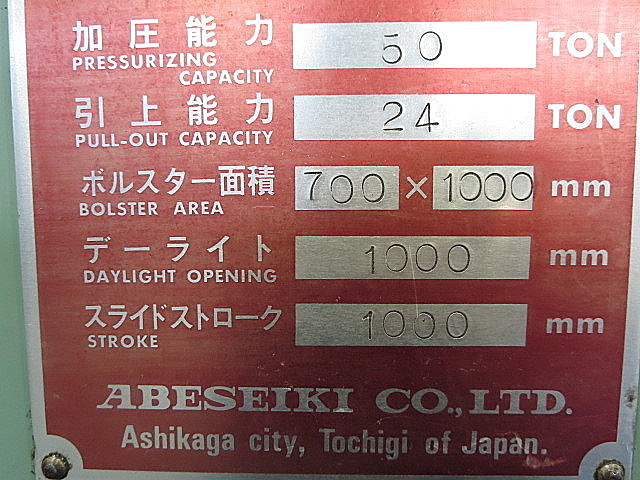 加圧能力 50 TON
PRESSURIZING
CAPACITY
引上能力 24 TON
PULL-OUT CAPACITY
ボルスター面積 700 × 1000 mm
BOLSTER AREA
デーライト 1000 mm
DAYLIGHT OPENING
スライドストローク 1000 mm
STROKE
ABESEIKI CO., LTD.
Ashikaga city, Tochigi of Japan.